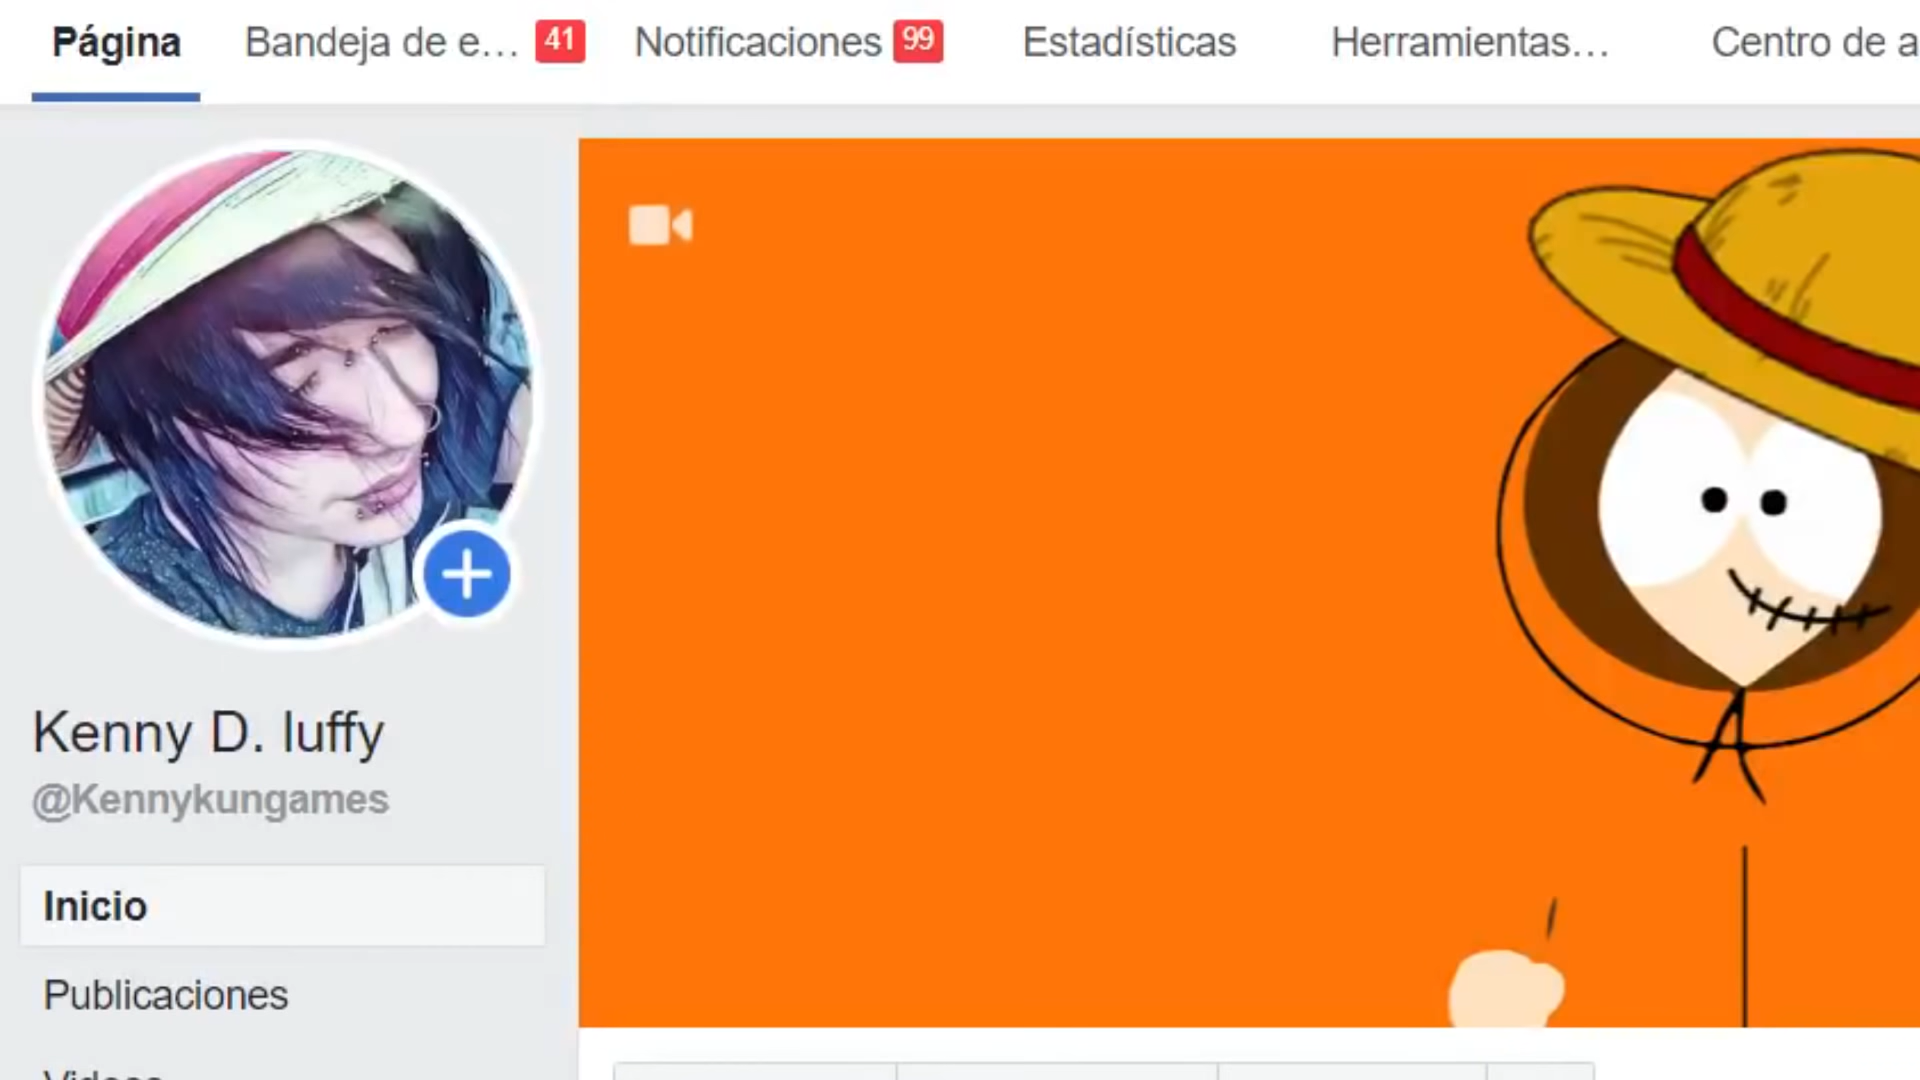 Página
Bandeja de e...
41
Notificaciones
99
Estadísticas
Herramientas...
Centro de a
Kenny D. luffy
@Kennykungames
Inicio
Publicaciones